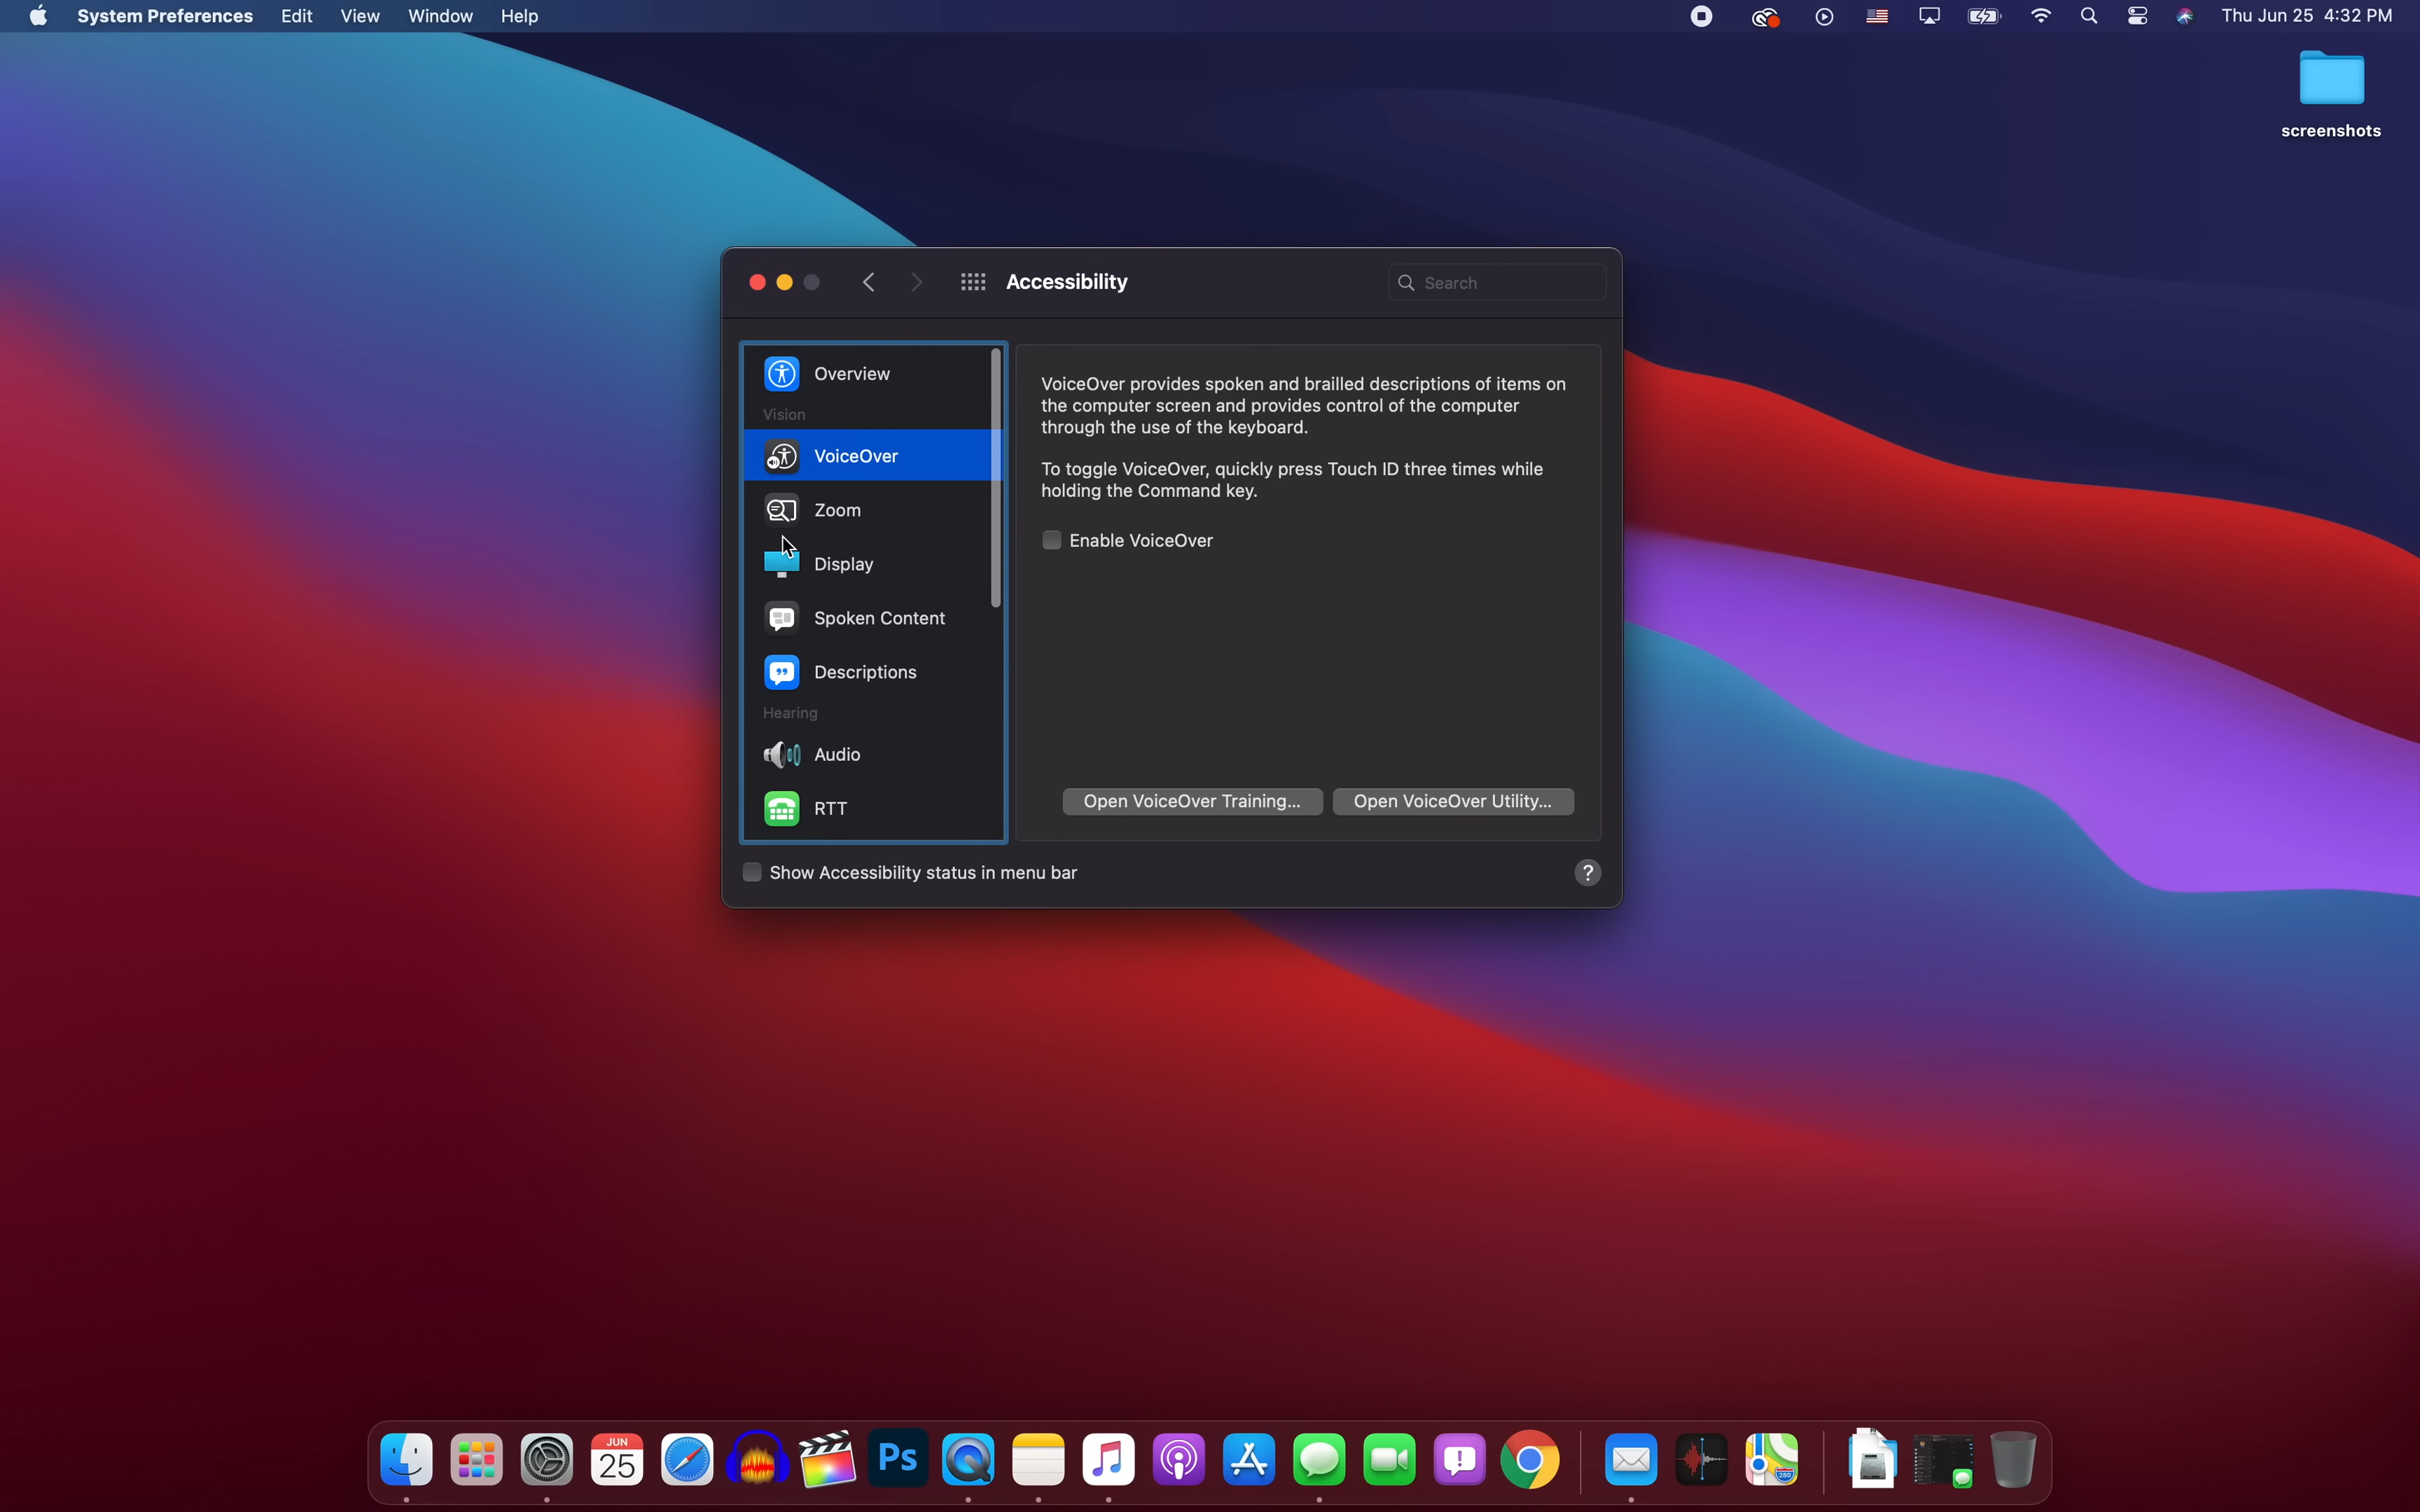 System Preferences Edit View Window Help
Thu Jun 25 4:32 PM
screenshots
Accessibility
Search
Overview
Vision
VoiceOver
Zoom
Display
Spoken Content
Descriptions
Hearing
Audio
RTT
VoiceOver provides spoken and brailled descriptions of items on
the computer screen and provides control of the computer
through the use of the keyboard.
To toggle VoiceOver, quickly press Touch ID three times while
holding the Command key.
Enable VoiceOver
Open VoiceOver Training...
Open VoiceOver Utility...
Show Accessibility status in menu bar
?
JUN
25
Ps
280